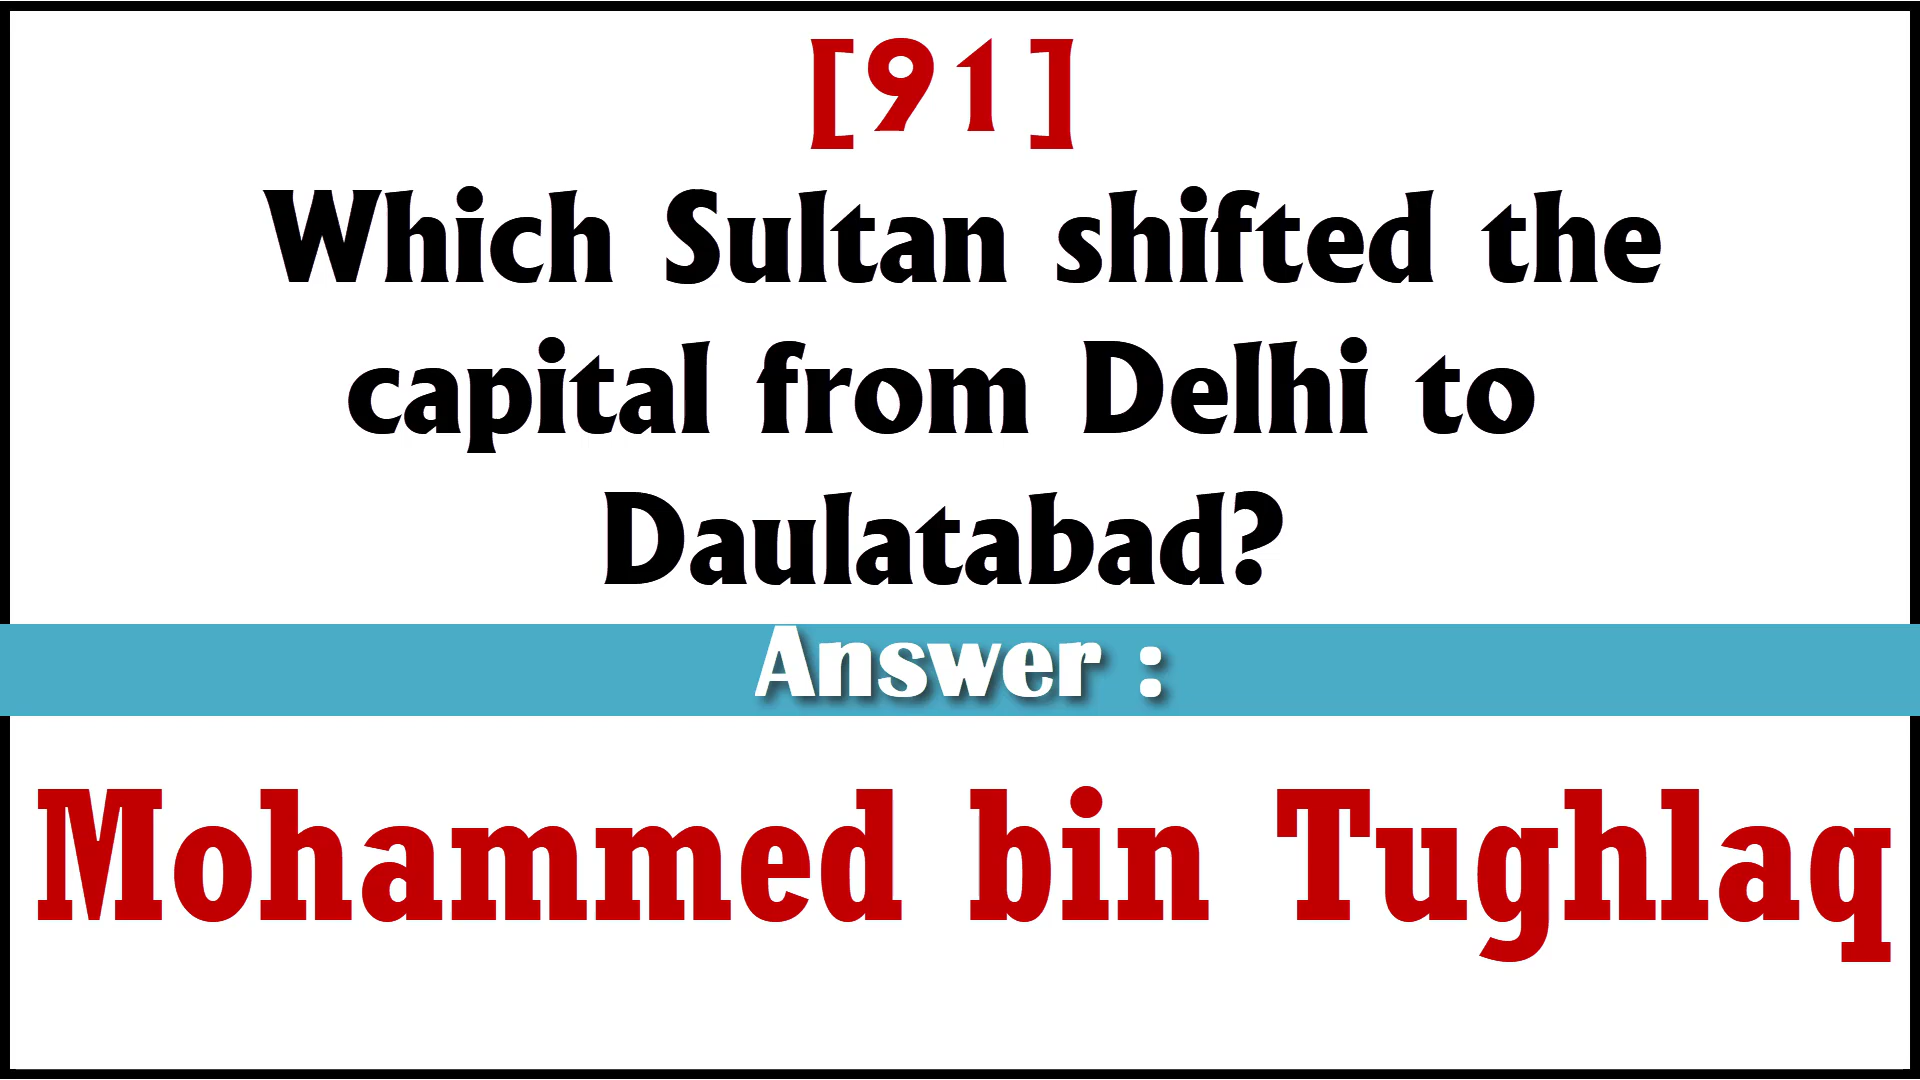 [91]
Which Sultan shifted the
capital from Delhi to
Daulatabad?
Answer :
Mohammed bin Tughlaq